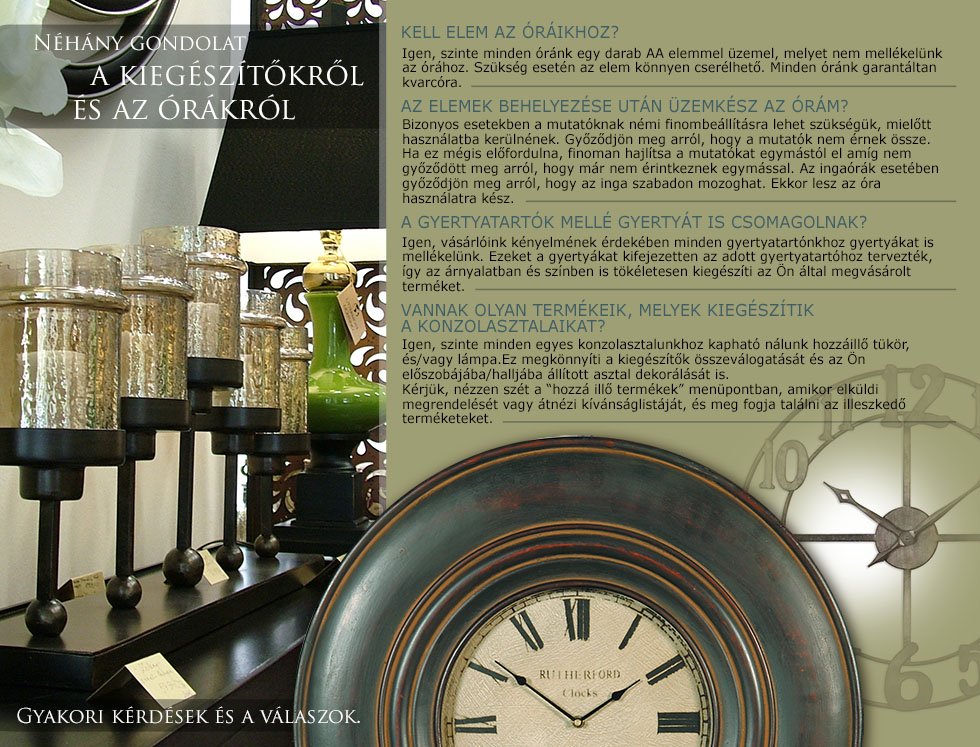 Néhány gondolat
a kiegészítőkről
és az órákról
KELL ELEM AZ ÓRÁIKHOZ?
Igen, szinte minden óránk egy darab AA elemmel üzemel, melyet nem mellékelünk
az órához. Szükség esetén az elem könnyen cserélhető. Minden óránk garantáltan
kvarcóra.
AZ ELEMEK BEHELYEZÉSE UTÁN ÜZEMKÉSZ AZ ÓRÁM?
Bizonyos esetekben a mutatóknak némi finombeállításra lehet szükségük, mielőtt
használatba kerülnének. Győződjön meg arról, hogy a mutatók nem érnek össze.
Ha ez mégis előfordulna, finoman hajlítsa a mutatókat egymástól el amíg nem
győződött meg arról, hogy már nem érintkeznek egymással. Az ingaórák esetében
győződjön meg arról, hogy az inga szabadon mozoghat. Ekkor lesz az óra
használatra kész.
A GYERTYATARTÓK MELLÉ GYERTYÁT IS CSOMAGOLNAK?
Igen, vásárlóink kényelmének érdekében minden gyertyatartónkhoz gyertyákat is
mellékelünk. Ezeket a gyertyákat kifejezetten az adott gyertyatartóhoz tervezték,
így az árnyalatban és színben is tökéletesen kiegészíti az Ön által megvásárolt
terméket.
VANNAK OLYAN TERMÉKEIK, MELYEK KIEGÉSZÍTIK
A KONZOLASZTALAIKAT?
Igen, szinte minden egyes konzolasztalunkhoz kapható nálunk hozzáillő tükör,
és/vagy lámpa.Ez megkönnyíti a kiegészítők összeválogatását és az Ön
előszobájába/halljába állított asztal dekorálását is.
Kérjük, nézzen szét a “hozzá illő termékek” menüpontban, amikor elküldi
megrendelését vagy átnézi kívánságlistáját, és meg fogja találni az illeszkedő
termékteket.
11 12
10
6 5
XII
RUTHERFORD
Clocks
Gyakori kérdések és a válaszok.